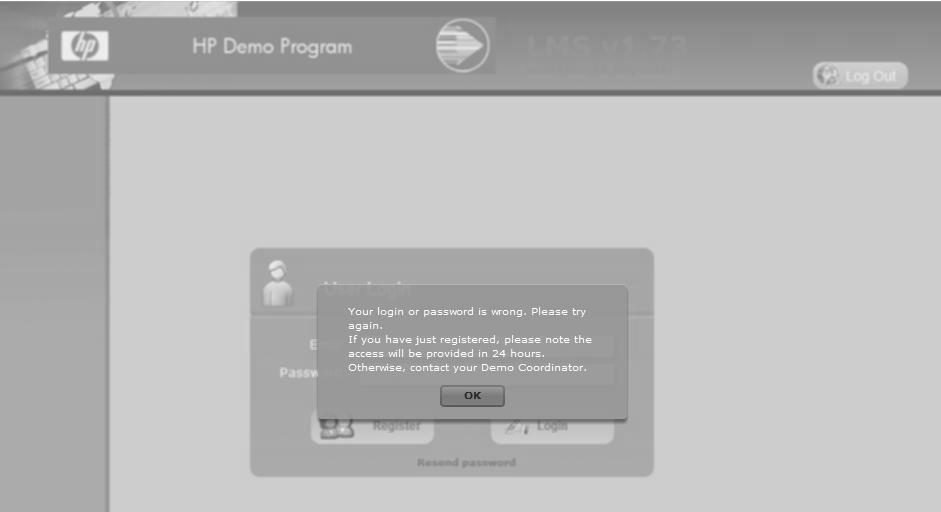 hp
HP Demo Program
LMS v1.73
Log Out
User Login
Your login or password is wrong. Please try
again.
If you have just registered, please note the
access will be provided in 24 hours.
Otherwise, contact your Demo Coordinator.
OK
Passw
Register
Login
Resend password